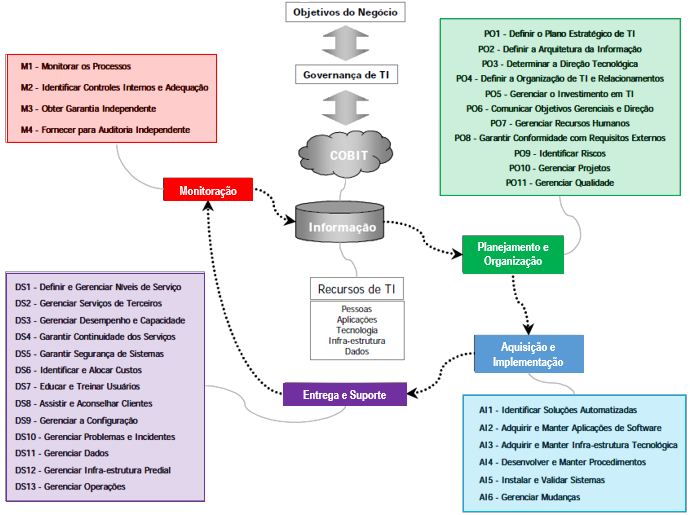 Objetivos do Negócio
Governança de TI
COBIT
Informação
Recursos de TI
Pessoas
Aplicações
Tecnologia
Infra-estrutura
Dados
M1 - Monitorar os Processos
M2 - Identificar Controles Internos e Adequação
M3 - Obter Garantia Independente
M4 - Fornecer para Auditoria Independente
Monitoração
PO1 - Definir o Plano Estratégico de TI
PO2 - Definir a Arquitetura da Informação
PO3 - Determinar a Direção Tecnológica
PO4 - Definir a Organização de TI e Relacionamentos
PO5 - Gerenciar o Investimento em TI
PO6 - Comunicar Objetivos Gerenciais e Direção
PO7 - Gerenciar Recursos Humanos
PO8 - Garantir Conformidade com Requisitos Externos
PO9 - Identificar Riscos
PO10 - Gerenciar Projetos
PO11 - Gerenciar Qualidade
Planejamento e
Organização
Aquisição e
Implementação
AI1 - Identificar Soluções Automatizadas
AI2 - Adquirir e Manter Aplicações de Software
AI3 - Adquirir e Manter Infra-estrutura Tecnológica
AI4 - Desenvolver e Manter Procedimentos
AI5 - Instalar e Validar Sistemas
AI6 - Gerenciar Mudanças
Entrega e Suporte
DS1 - Definir e Gerenciar Níveis de Serviço
DS2 - Gerenciar Serviços de Terceiros
DS3 - Gerenciar Desempenho e Capacidade
DS4 - Garantir Continuidade dos Serviços
DS5 - Garantir Segurança de Sistemas
DS6 - Identificar e Alocar Custos
DS7 - Educar e Treinar Usuários
DS8 - Assistir e Aconselhar Clientes
DS9 - Gerenciar a Configuração
DS10 - Gerenciar Problemas e Incidentes
DS11 - Gerenciar Dados
DS12 - Gerenciar Infra-estrutura Predial
DS13 - Gerenciar Operações